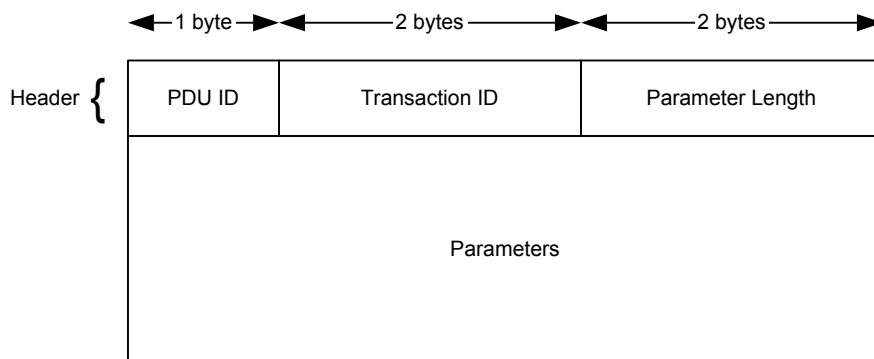 1 byte 2 bytes 2 bytes
Header { PDU ID Transaction ID Parameter Length
Parameters